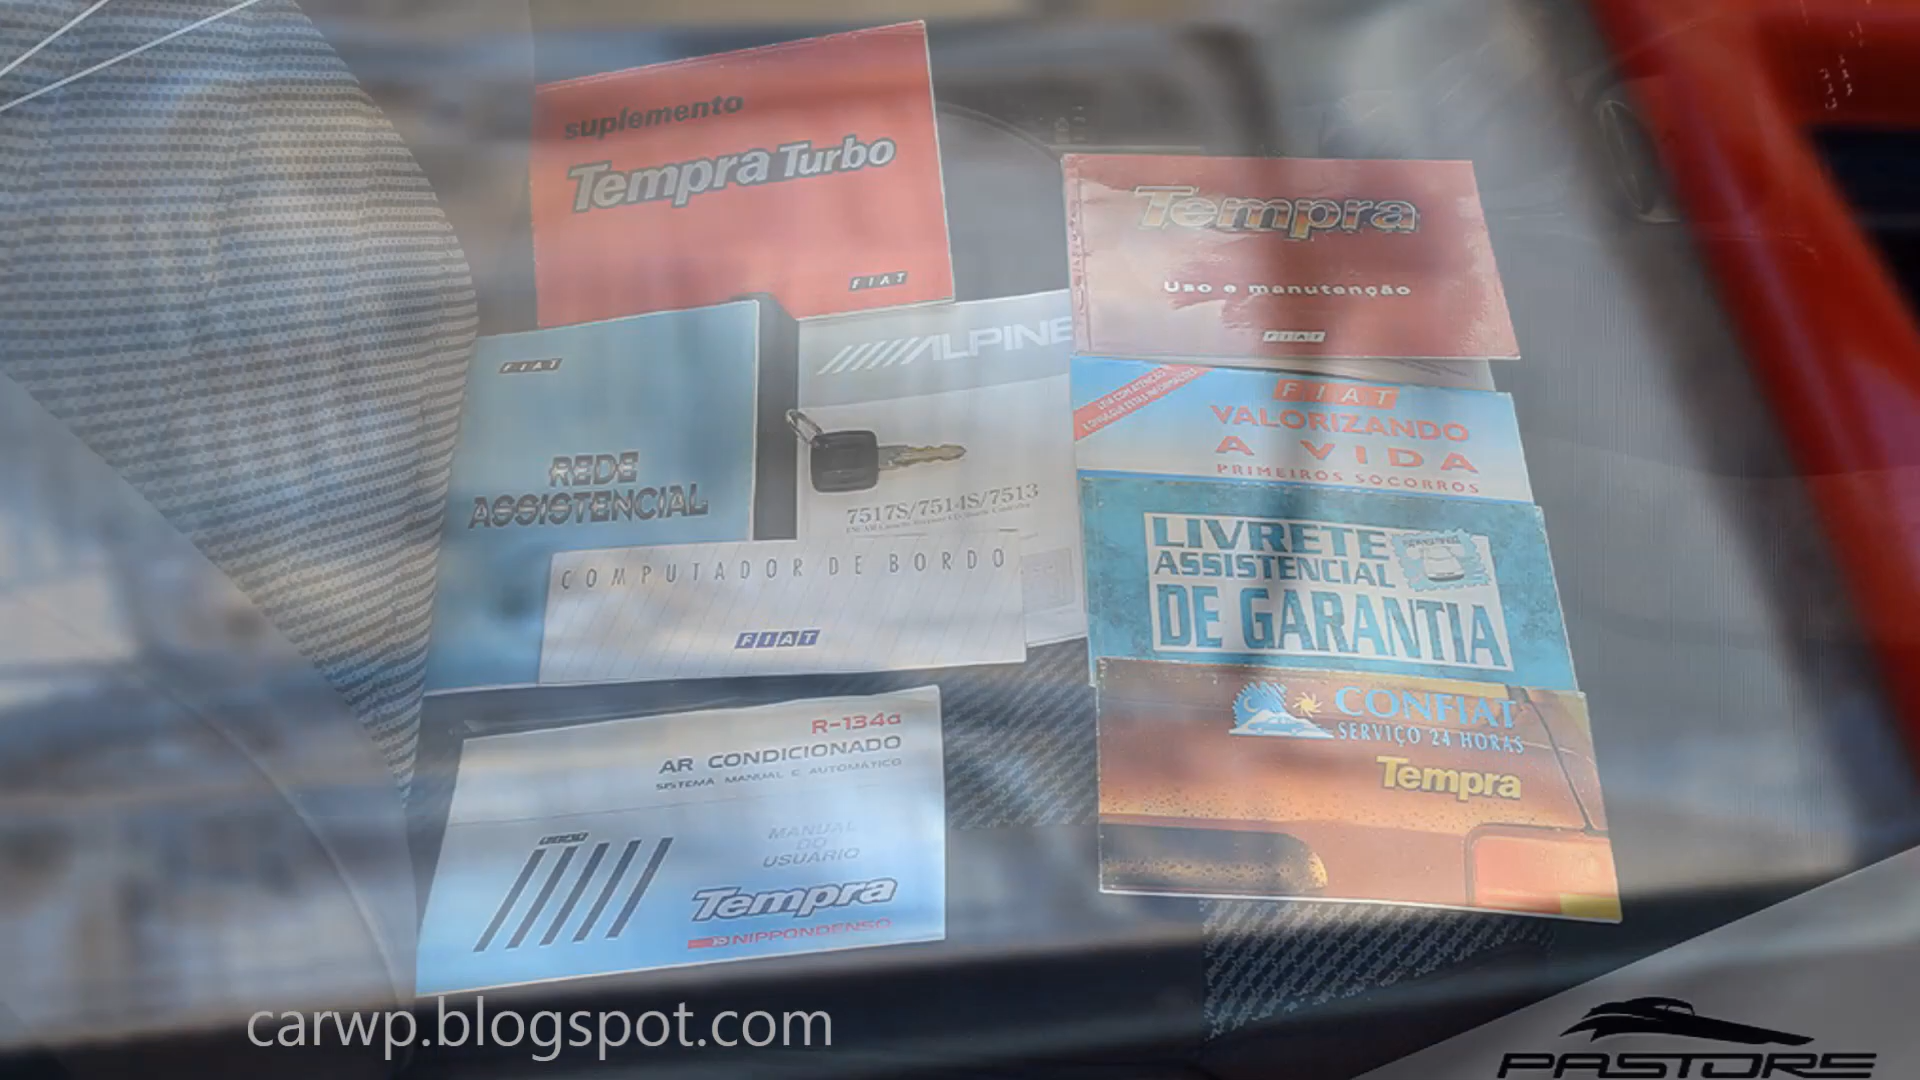 suplemento
Tempra Turbo
FIAT
Tempra
Uso e manutenção
FIAT
FIAT
REDE
ASSISTENCIAL
ALPINE
7517S/7514S/7513
COMPUTADOR DE BORDO
FIAT
FIAT
VALORIZANDO
A VIDA
PRIMEIROS SOCORROS
LIVRETE
ASSISTENCIAL
DE GARANTIA
CONFIAT
SERVIÇO 24 HORAS
Tempra
R-134a
AR CONDICIONADO
SISTEMA MANUAL E AUTOMÁTICO
MANUAL
DO
USUÁRIO
Tempra
NIPPONDENSO
carwp.blogspot.com
PASTORE